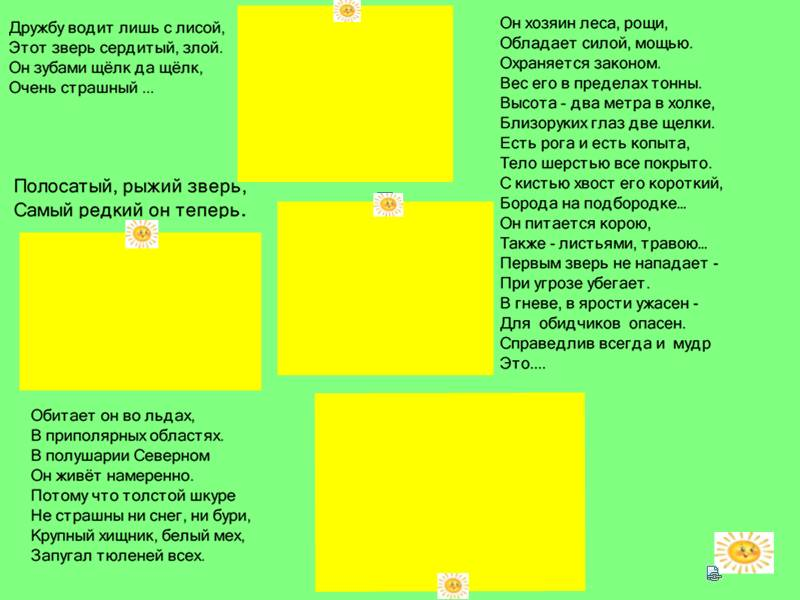 Дружбу водит лишь с лисой,
Этот зверь сердитый, злой.
Он зубами щёлк да щёлк,
Очень страшный ...
Полосатый, рыжий зверь,
Самый редкий он теперь.
Обитает он во льдах,
В приполярных областях.
В полушарии Северном
Он живёт намеренно.
Потому что толстой шкуре
Не страшны ни снег, ни бури,
Крупный хищник, белый мех,
Запугал тюленей всех.
Он хозяин леса, рощи,
Обладает силой, мощью.
Охраняется законом.
Вес его в пределах тонны.
Высота - два метра в холке,
Близоруких глаз две щелки.
Есть рога и есть копыта,
Тело шерстью все покрыто.
С кистью хвост его короткий,
Борода на подбородке…
Он питается корою,
Также - листьями, травою…
Первым зверь не нападает -
При угрозе убегает.
В гневе, в ярости ужасен -
Для обидчиков опасен.
Справедлив всегда и мудр
Это....